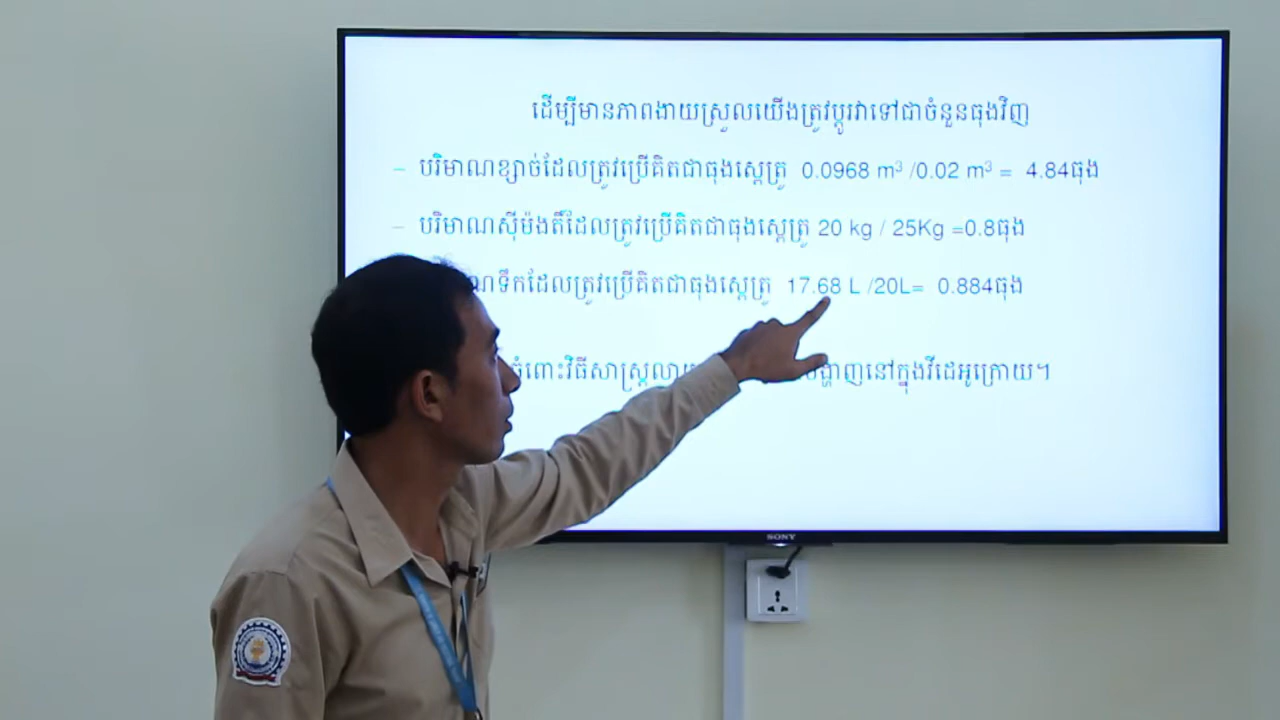 ដើម្បីមានភាពងាយស្រួលយើងត្រូវប្តូរវាទៅជាចំនួនធុងវិញ
– បរិមាណខ្សាច់ដែលត្រូវប្រើគិតជាធុងស្តេត្រូ 0.0968 m³ /0.02 m³ = 4.84ធុង
– បរិមាណស៊ីម៉ងត៍ដែលត្រូវប្រើគិតជាធុងស្តេត្រូ 20 kg / 25Kg =0.8ធុង
ទឹកដែលត្រូវប្រើគិតជាធុងស្តេត្រូ 17.68 L /20L= 0.884ធុង
ចំពោះវិធីសាស្ត្រលាយ នៅក្នុងវីដេអូក្រោយ។
SONY